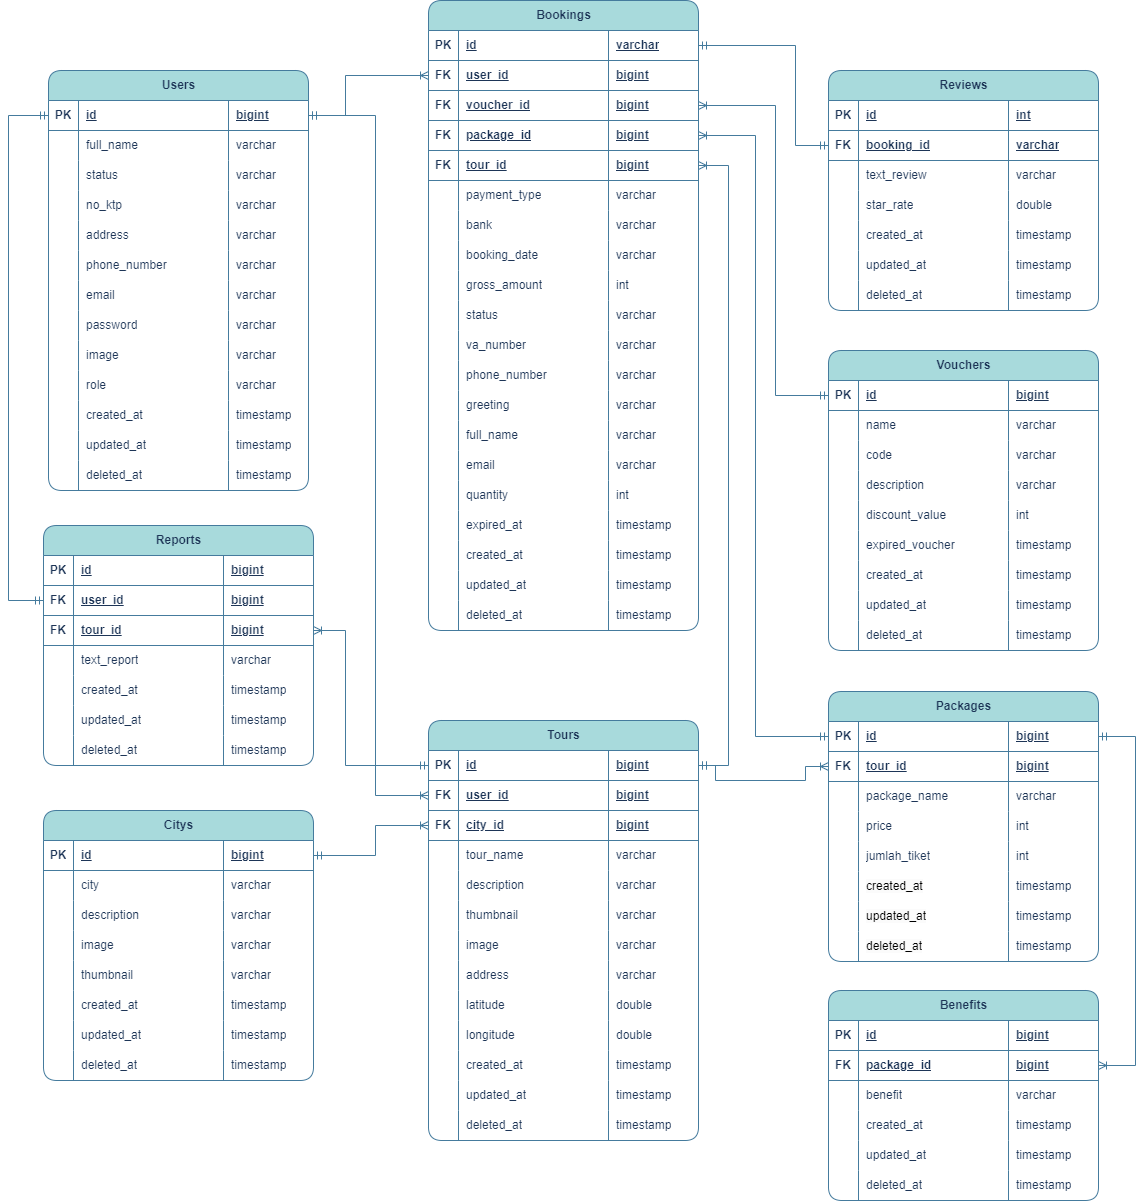 Bookings
PK id varchar
FK user_id bigint
FK voucher_id bigint
FK package_id bigint
FK tour_id bigint
payment_type varchar
bank varchar
booking_date varchar
gross_amount int
status varchar
va_number varchar
phone_number varchar
greeting varchar
full_name varchar
email varchar
quantity int
expired_at timestamp
created_at timestamp
updated_at timestamp
deleted_at timestamp
Users
PK id bigint
full_name varchar
status varchar
no_ktp varchar
address varchar
phone_number varchar
email varchar
password varchar
image varchar
role varchar
created_at timestamp
updated_at timestamp
deleted_at timestamp
Reviews
PK id int
FK booking_id varchar
text_review varchar
star_rate double
created_at timestamp
updated_at timestamp
deleted_at timestamp
Vouchers
PK id bigint
name varchar
code varchar
description varchar
discount_value int
expired_voucher timestamp
created_at timestamp
updated_at timestamp
deleted_at timestamp
Reports
PK id bigint
FK user_id bigint
FK tour_id bigint
text_report varchar
created_at timestamp
updated_at timestamp
deleted_at timestamp
Tours
PK id bigint
FK user_id bigint
FK city_id bigint
tour_name varchar
description varchar
thumbnail varchar
image varchar
address varchar
latitude double
longitude double
created_at timestamp
updated_at timestamp
deleted_at timestamp
Packages
PK id bigint
FK tour_id bigint
package_name varchar
price int
jumlah_tiket int
created_at timestamp
updated_at timestamp
deleted_at timestamp
Citys
PK id bigint
city varchar
description varchar
image varchar
thumbnail varchar
created_at timestamp
updated_at timestamp
deleted_at timestamp
Benefits
PK id bigint
FK package_id bigint
benefit varchar
created_at timestamp
updated_at timestamp
deleted_at timestamp